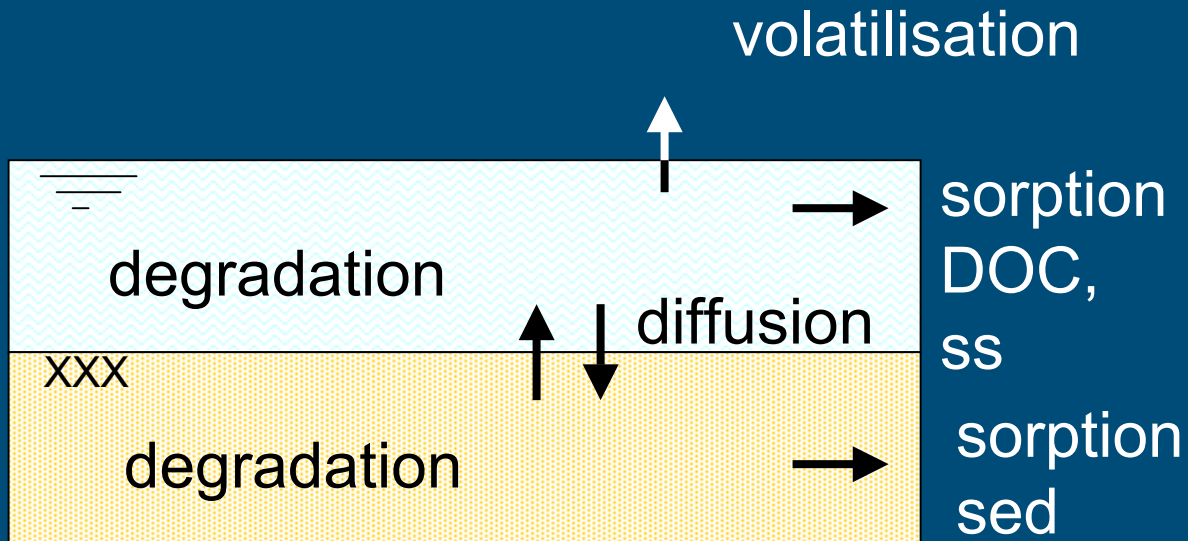 volatilisation
sorption
DOC,
ss
degradation
diffusion
XXX
degradation
sorption
sed